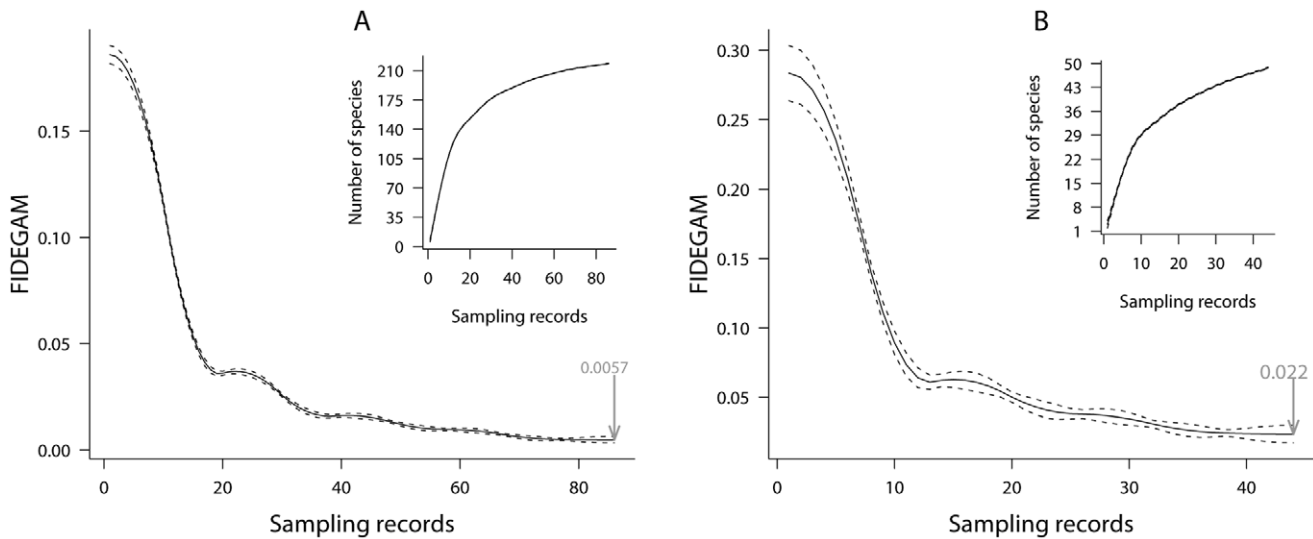 A
FIDEGAM
0.15
0.10
0.05
0.00
0 20 40 60 80
Sampling records
Number of species
210
175
140
105
70
35
0
0 20 40 60 80
Sampling records
0.0057
B
FIDEGAM
0.30
0.25
0.20
0.15
0.10
0.05
0 10 20 30 40
Sampling records
Number of species
50
43
36
29
22
15
8
1
0 10 20 30 40
Sampling records
0.022